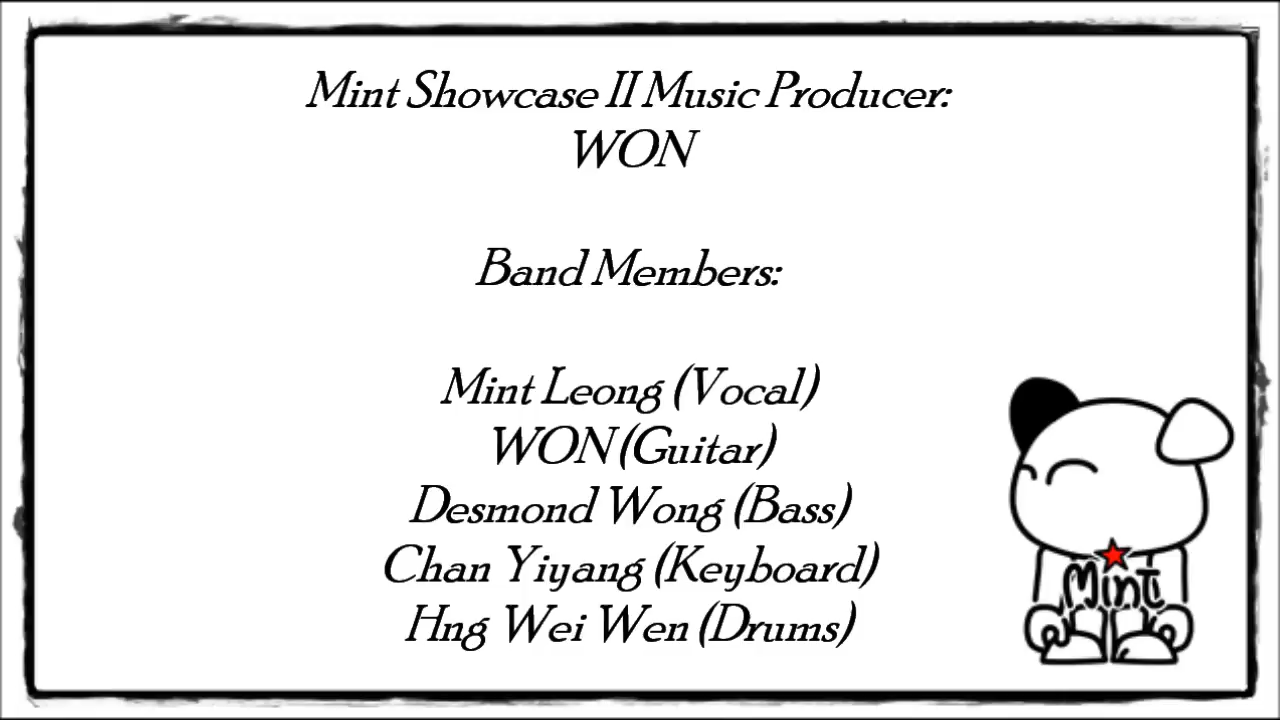 Mint Showcase II Music Producer:
WON
Band Members:
Mint Leong (Vocal)
WON (Guitar)
Desmond Wong (Bass)
Chan Yiyang (Keyboard)
Hng Wei Wen (Drums)
Mint